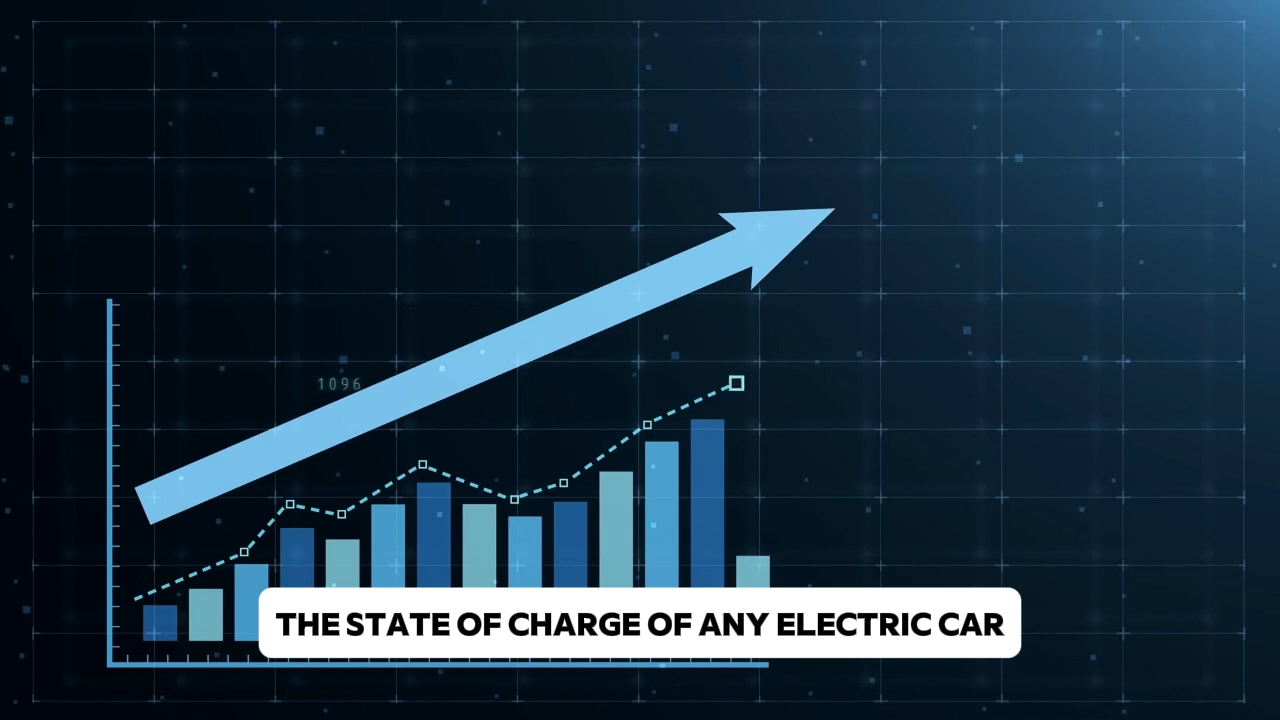 1096
THE STATE OF CHARGE OF ANY ELECTRIC CAR